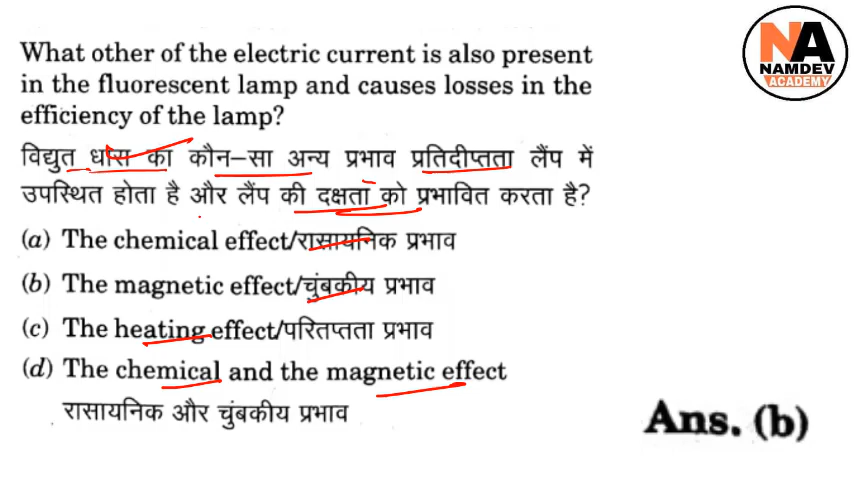 NA
NAMDEV
ACADEMY
What other of the electric current is also present
in the fluorescent lamp and causes losses in the
efficiency of the lamp?
विद्युत धारा का कौन-सा अन्य प्रभाव प्रतिदीप्तता लैंप में
उपस्थित होता है और लैंप की दक्षता को प्रभावित करता है?
(a) The chemical effect/रासायनिक प्रभाव
(b) The magnetic effect/चुंबकीय प्रभाव
(c) The heating effect/परितप्तता प्रभाव
(d) The chemical and the magnetic effect
रासायनिक और चुंबकीय प्रभाव
Ans. (b)